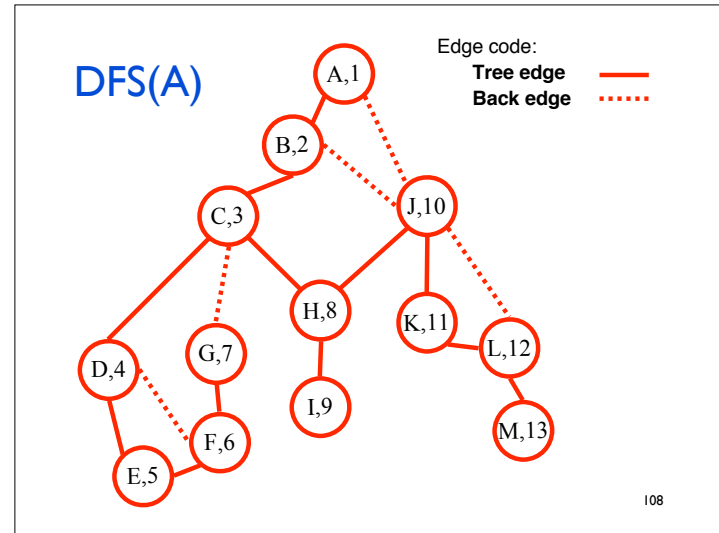 DFS(A)
Edge code:
Tree edge
Back edge
A,1
B,2
C,3
J,10
H,8
K,11
L,12
D,4
G,7
I,9
M,13
F,6
E,5
108